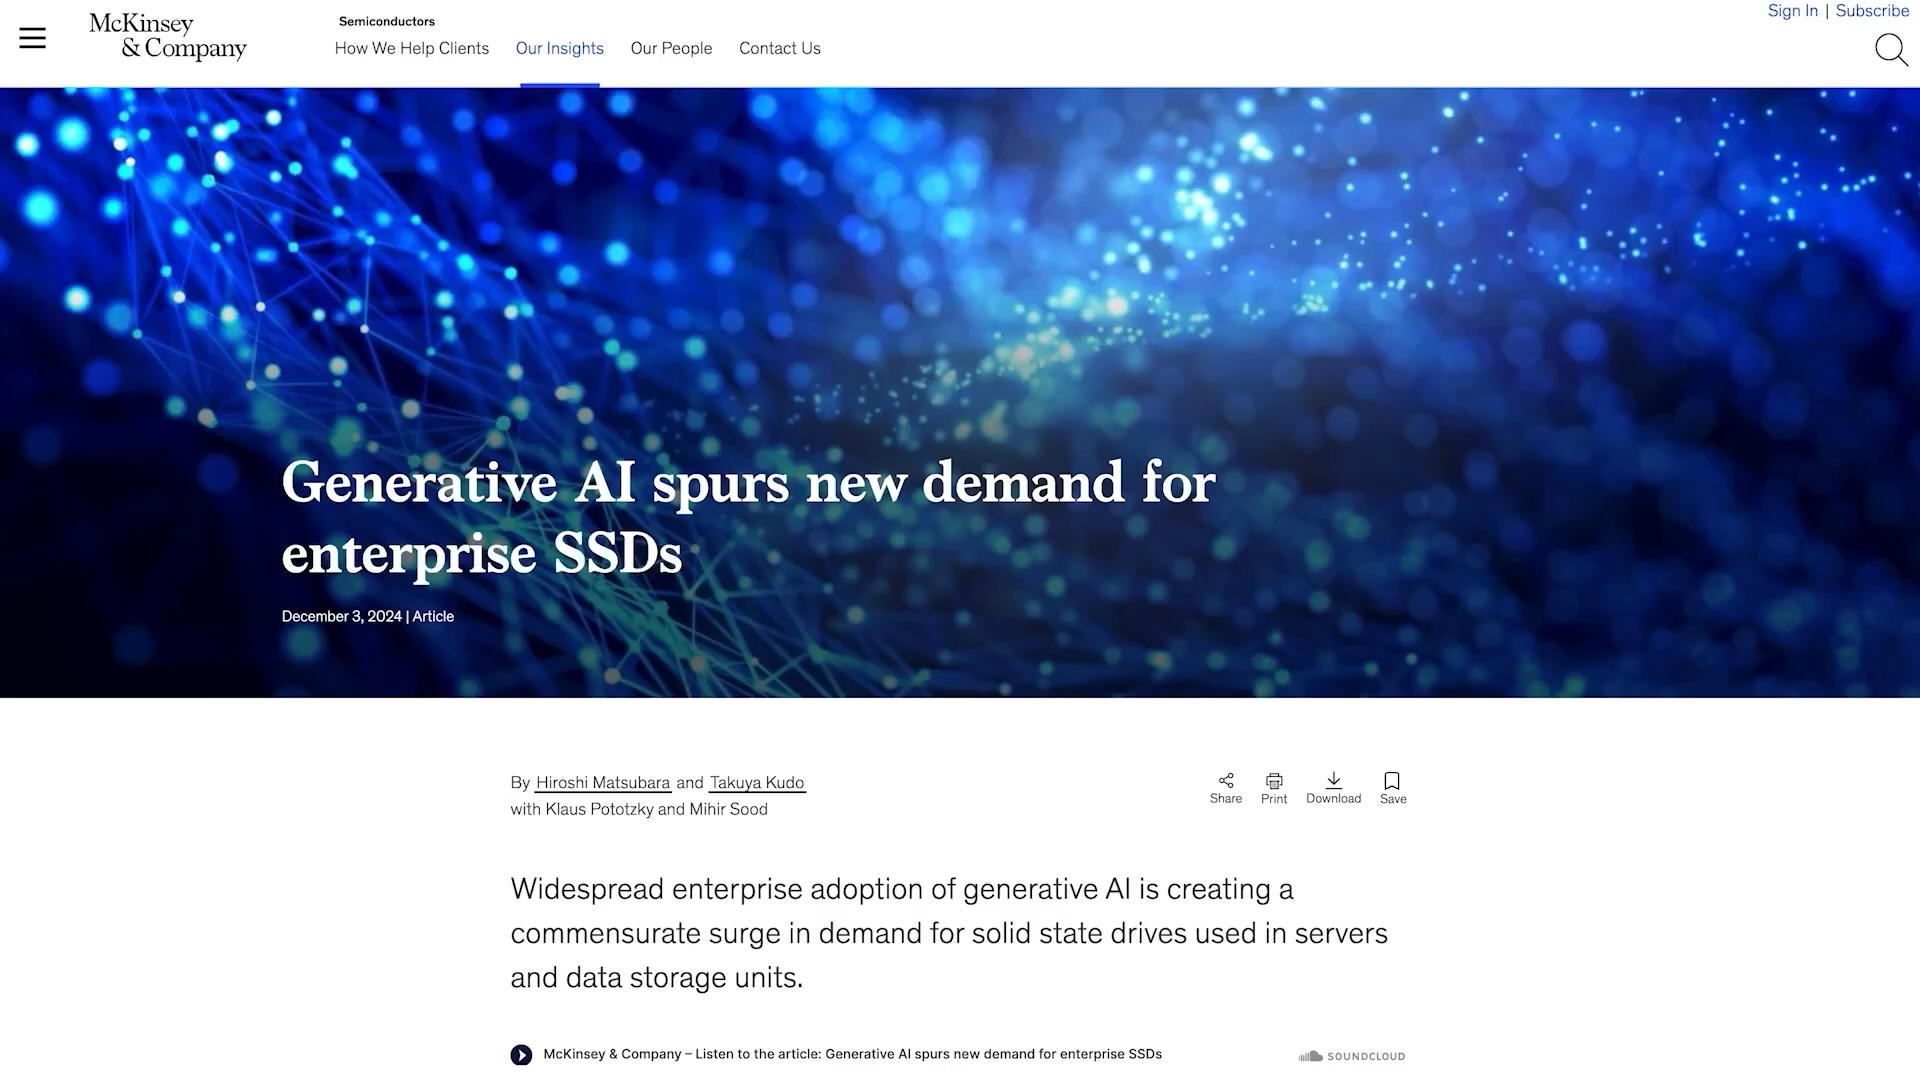 Sign In | Subscribe
McKinsey
& Company
Semiconductors
How We Help Clients Our Insights Our People Contact Us
Generative AI spurs new demand for
enterprise SSDs
December 3, 2024 | Article
By Hiroshi Matsubara and Takuya Kudo
with Klaus Pototzky and Mihir Sood
Share Print Download Save
Widespread enterprise adoption of generative AI is creating a
commensurate surge in demand for solid state drives used in servers
and data storage units.
McKinsey & Company – Listen to the article: Generative AI spurs new demand for enterprise SSDs
SOUNDCLOUD